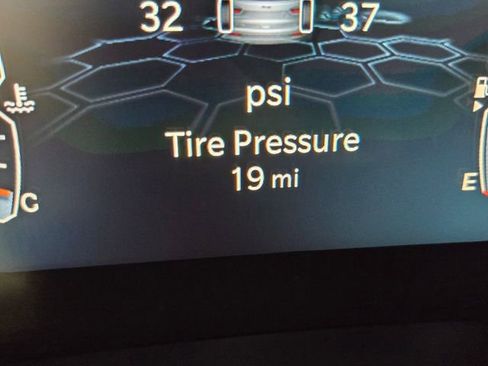 32 37
psi
Tire Pressure
19 mi
C E